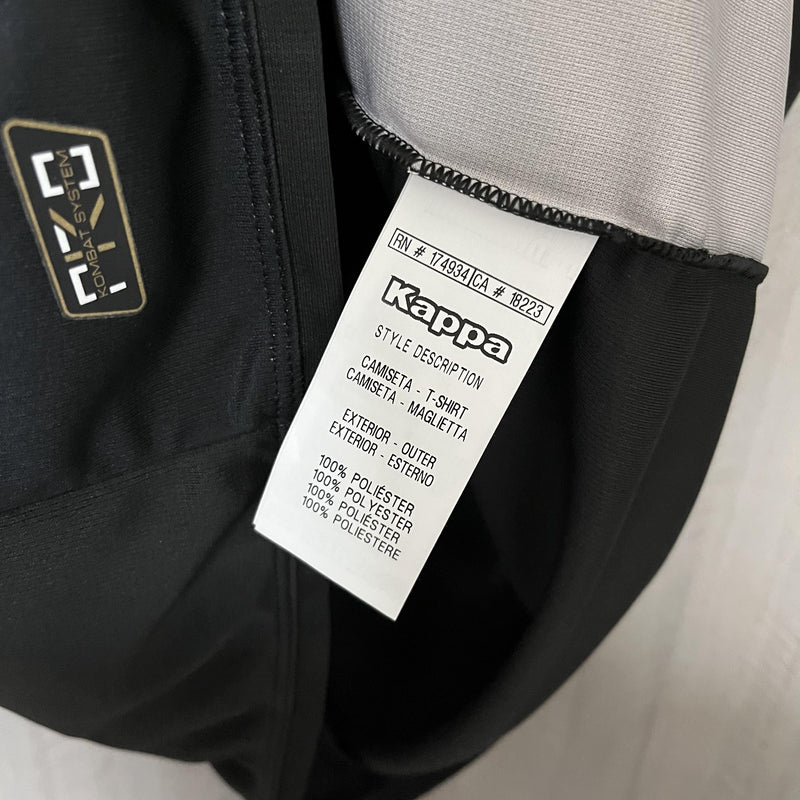 KOMBAT SYSTEM
RN # 174934 CA # 18223
Kappa
STYLE DESCRIPTION
CAMISETA - T-SHIRT
CAMISETA - MAGLIETTA
EXTERIOR - OUTER
EXTERIOR - ESTERNO
100% POLIÉSTER
100% POLYESTER
100% POLIÉSTER
100% POLIESTERE